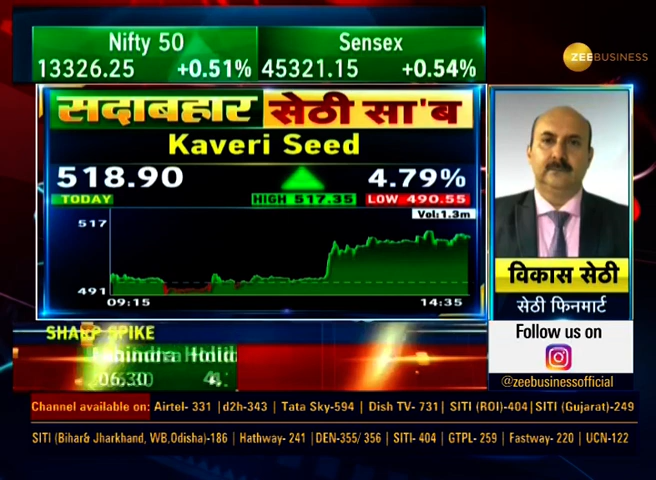 Nifty 50 Sensex
13326.25 +0.51% 45321.15 +0.54%
ZEEBUSINESS
सदाबहार सेठी सा'ब
Kaveri Seed
518.90 4.79%
TODAY HIGH 517.35 LOW 490.55
Vol:1.3m
517
491
09:15 14:35
विकास सेठी
सेठी फिनमार्ट
Follow us on
@zeebusinessofficial
SHARP SPIKE
Channel available on: Airtel- 331 |d2h-343 | Tata Sky-594 | Dish TV- 731| SITI (ROI)-404| SITI (Gujarat)-249
SITI (Bihar& Jharkhand, WB,Odisha)-186 | Hathway- 241 |DEN-355/ 356 | SITI- 404 | GTPL- 259 | Fastway- 220 | UCN-122